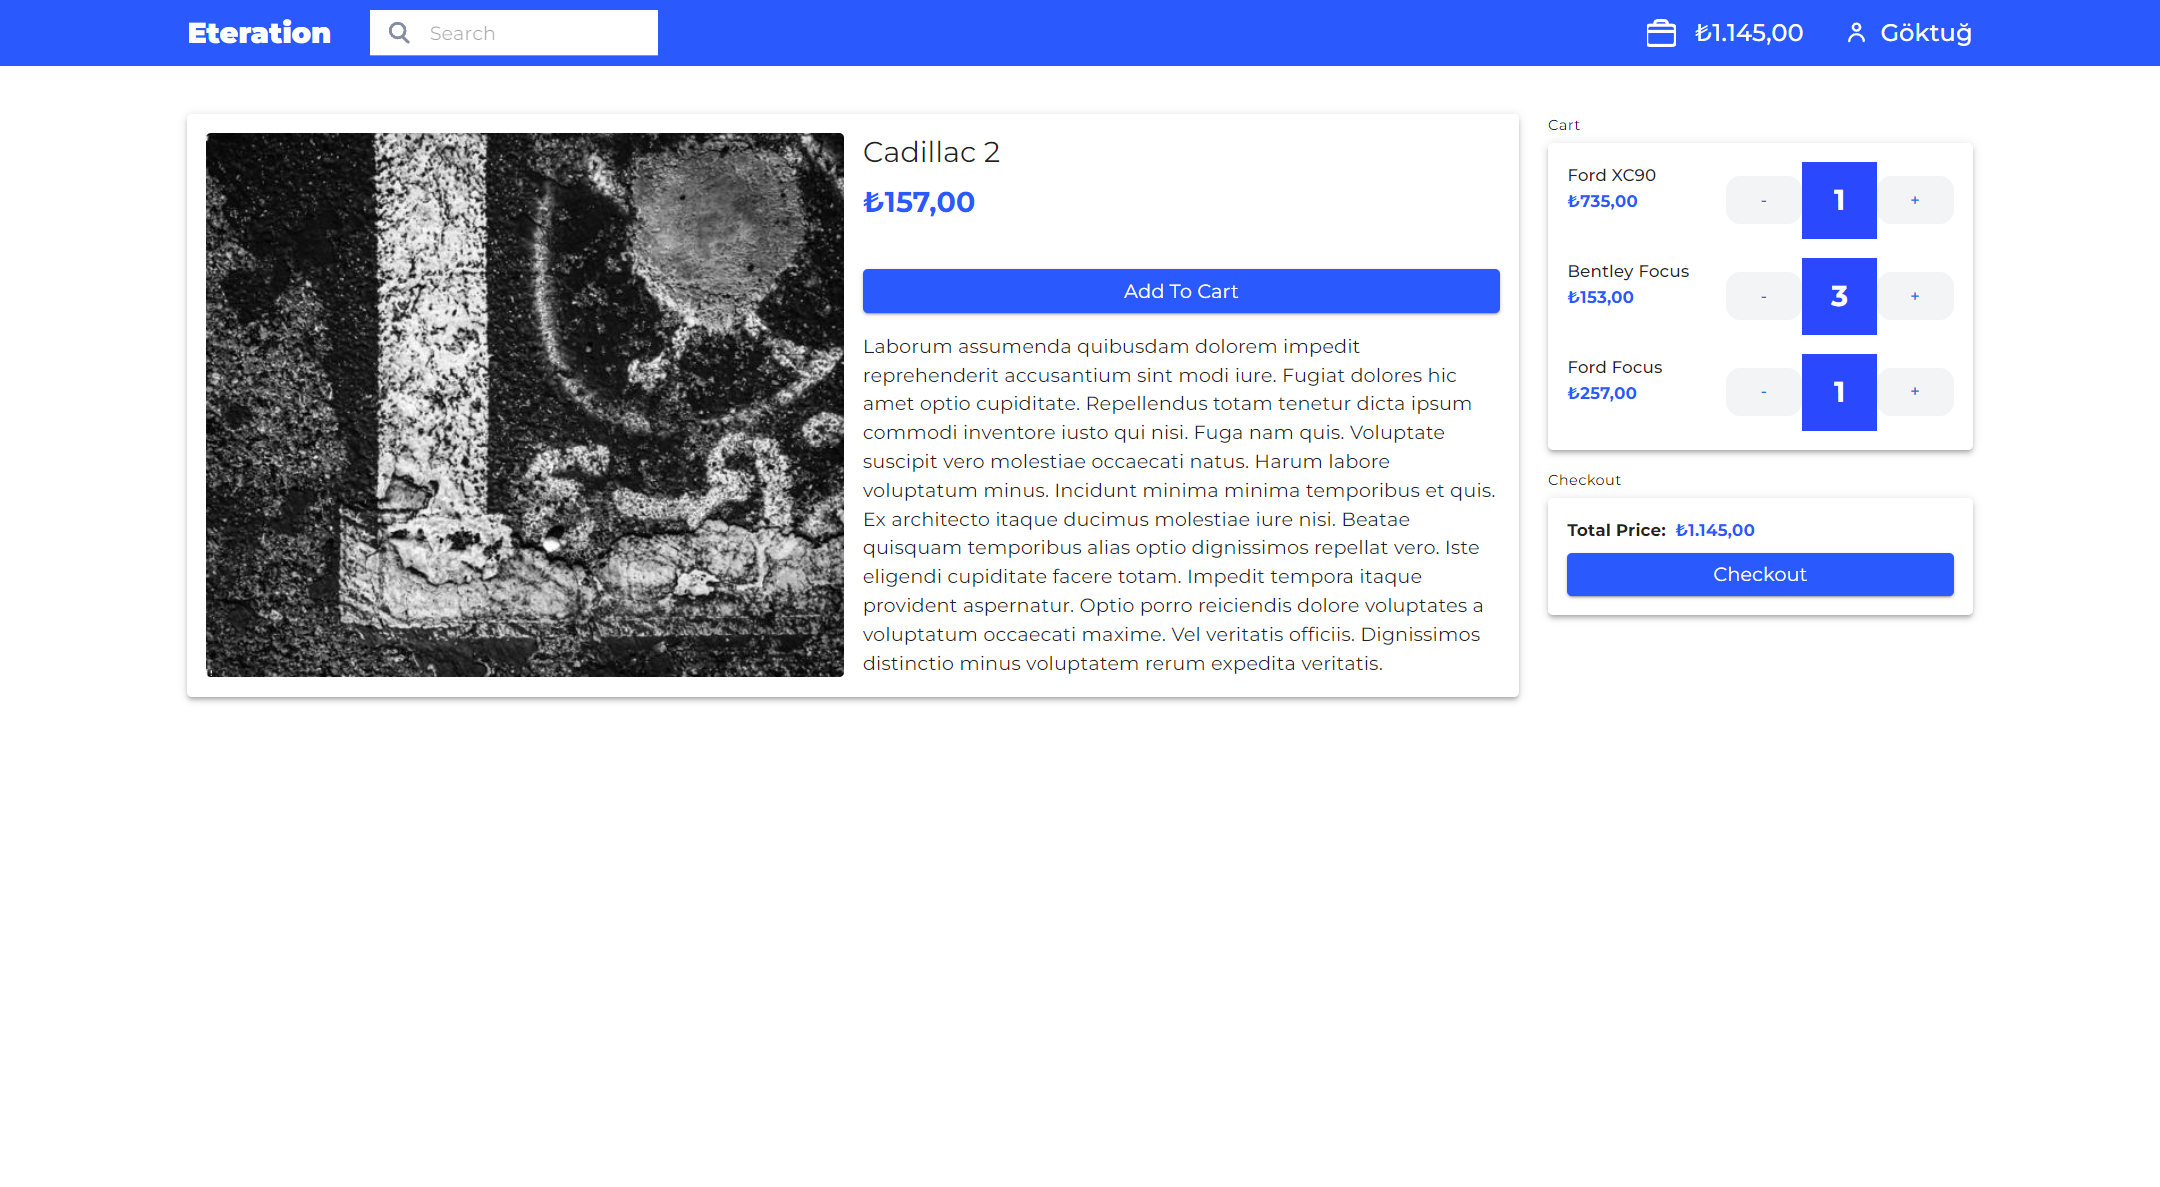 Eteration
Search
₺1.145,00
Göktuğ
Cadillac 2
₺157,00
Add To Cart
Laborum assumenda quibusdam dolorem impedit
reprehenderit accusantium sint modi iure. Fugiat dolores hic
amet optio cupiditate. Repellendus totam tenetur dicta ipsum
commodi inventore iusto qui nisi. Fuga nam quis. Voluptate
suscipit vero molestiae occaecati natus. Harum labore
voluptatum minus. Incidunt minima minima temporibus et quis.
Ex architecto itaque ducimus molestiae iure nisi. Beatae
quisquam temporibus alias optio dignissimos repellat vero. Iste
eligendi cupiditate facere totam. Impedit tempora itaque
provident aspernatur. Optio porro reiciendis dolore voluptates a
voluptatum occaecati maxime. Vel veritatis officiis. Dignissimos
distinctio minus voluptatem rerum expedita veritatis.
Cart
Ford XC90
₺735,00
- 1 +
Bentley Focus
₺153,00
- 3 +
Ford Focus
₺257,00
- 1 +
Checkout
Total Price: ₺1.145,00
Checkout